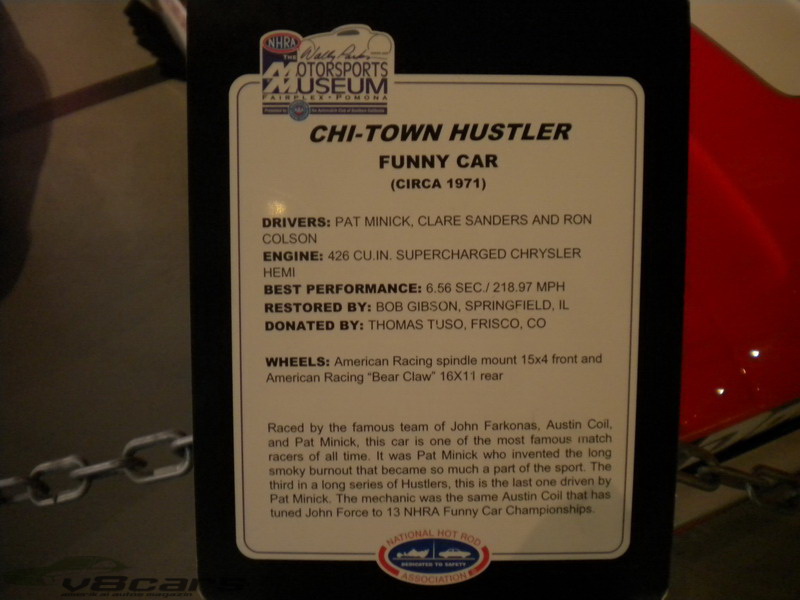 NHRA
THE Wally Parks
MOTORSPORTS
MUSEUM
FAIRPLEX • POMONA
CHI-TOWN HUSTLER
FUNNY CAR
(CIRCA 1971)
DRIVERS: PAT MINICK, CLARE SANDERS AND RON
COLSON
ENGINE: 426 CU.IN. SUPERCHARGED CHRYSLER
HEMI
BEST PERFORMANCE: 6.56 SEC./ 218.97 MPH
RESTORED BY: BOB GIBSON, SPRINGFIELD, IL
DONATED BY: THOMAS TUSO, FRISCO, CO
WHEELS: American Racing spindle mount 15x4 front and
American Racing “Bear Claw” 16X11 rear
Raced by the famous team of John Farkonas, Austin Coil,
and Pat Minick, this car is one of the most famous match
racers of all time. It was Pat Minick who invented the long
smoky burnout that became so much a part of the sport. The
third in a long series of Hustlers, this is the last one driven by
Pat Minick. The mechanic was the same Austin Coil that has
tuned John Force to 13 NHRA Funny Car Championships.
NATIONAL HOT ROD
DEDICATED TO SAFETY
ASSOCIATION
v8cars